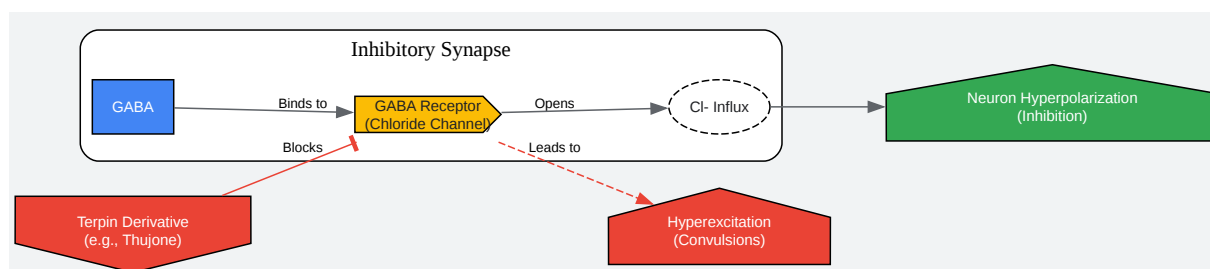 Inhibitory Synapse
GABA
Binds to
GABA Receptor
(Chloride Channel)
Opens
Cl- Influx
Neuron Hyperpolarization
(Inhibition)
Blocks
Leads to
Terpin Derivative
(e.g., Thujone)
Hyperexcitation
(Convulsions)